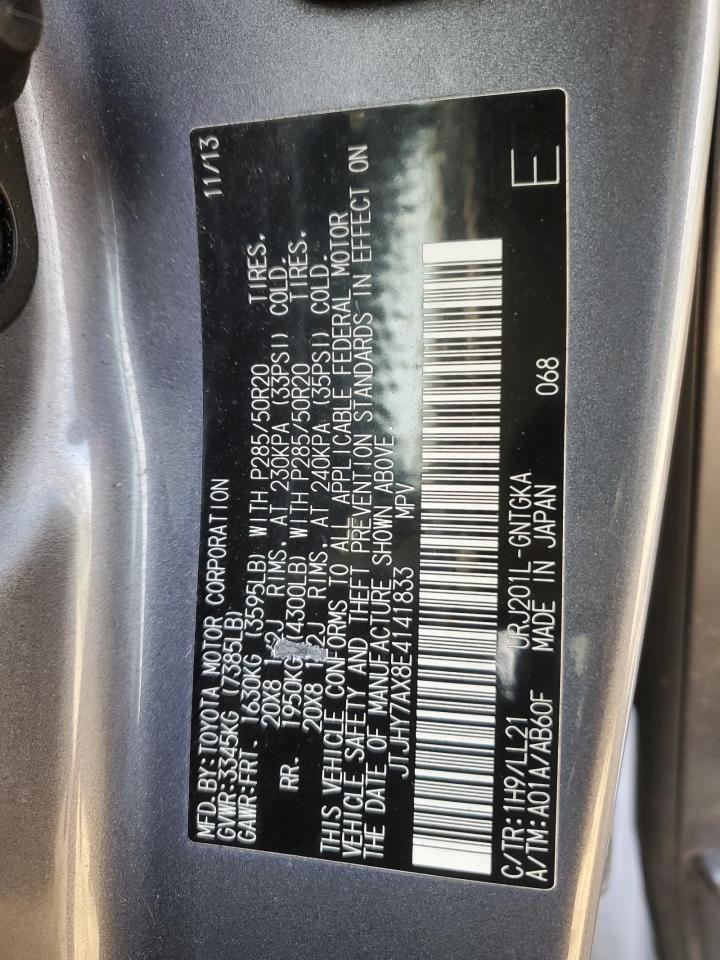 MFD.BY:TOYOTA MOTOR CORPORATION 11/13
GVWR:3345KG (7385LB)
GAWR:FRT. 1630KG (3595LB) WITH P285/50R20 TIRES.
20X8 1/2J RIMS. AT 230KPA (33PSI) COLD.
RR. 1950KG (4300LB) WITH P285/50R20 TIRES.
20X8 1/2J RIMS. AT 240KPA (35PSI) COLD.
THIS VEHICLE CONFORMS TO ALL APPLICABLE FEDERAL MOTOR
VEHICLE SAFETY AND THEFT PREVENTION STANDARDS IN EFFECT ON
THE DATE OF MANUFACTURE SHOWN ABOVE.
JTJHY7AX8E4141833 MPV
C/TR:1H9/LL21 URJ201L-GNTGKA 068 E
A/TM:A01A/AB60F MADE IN JAPAN